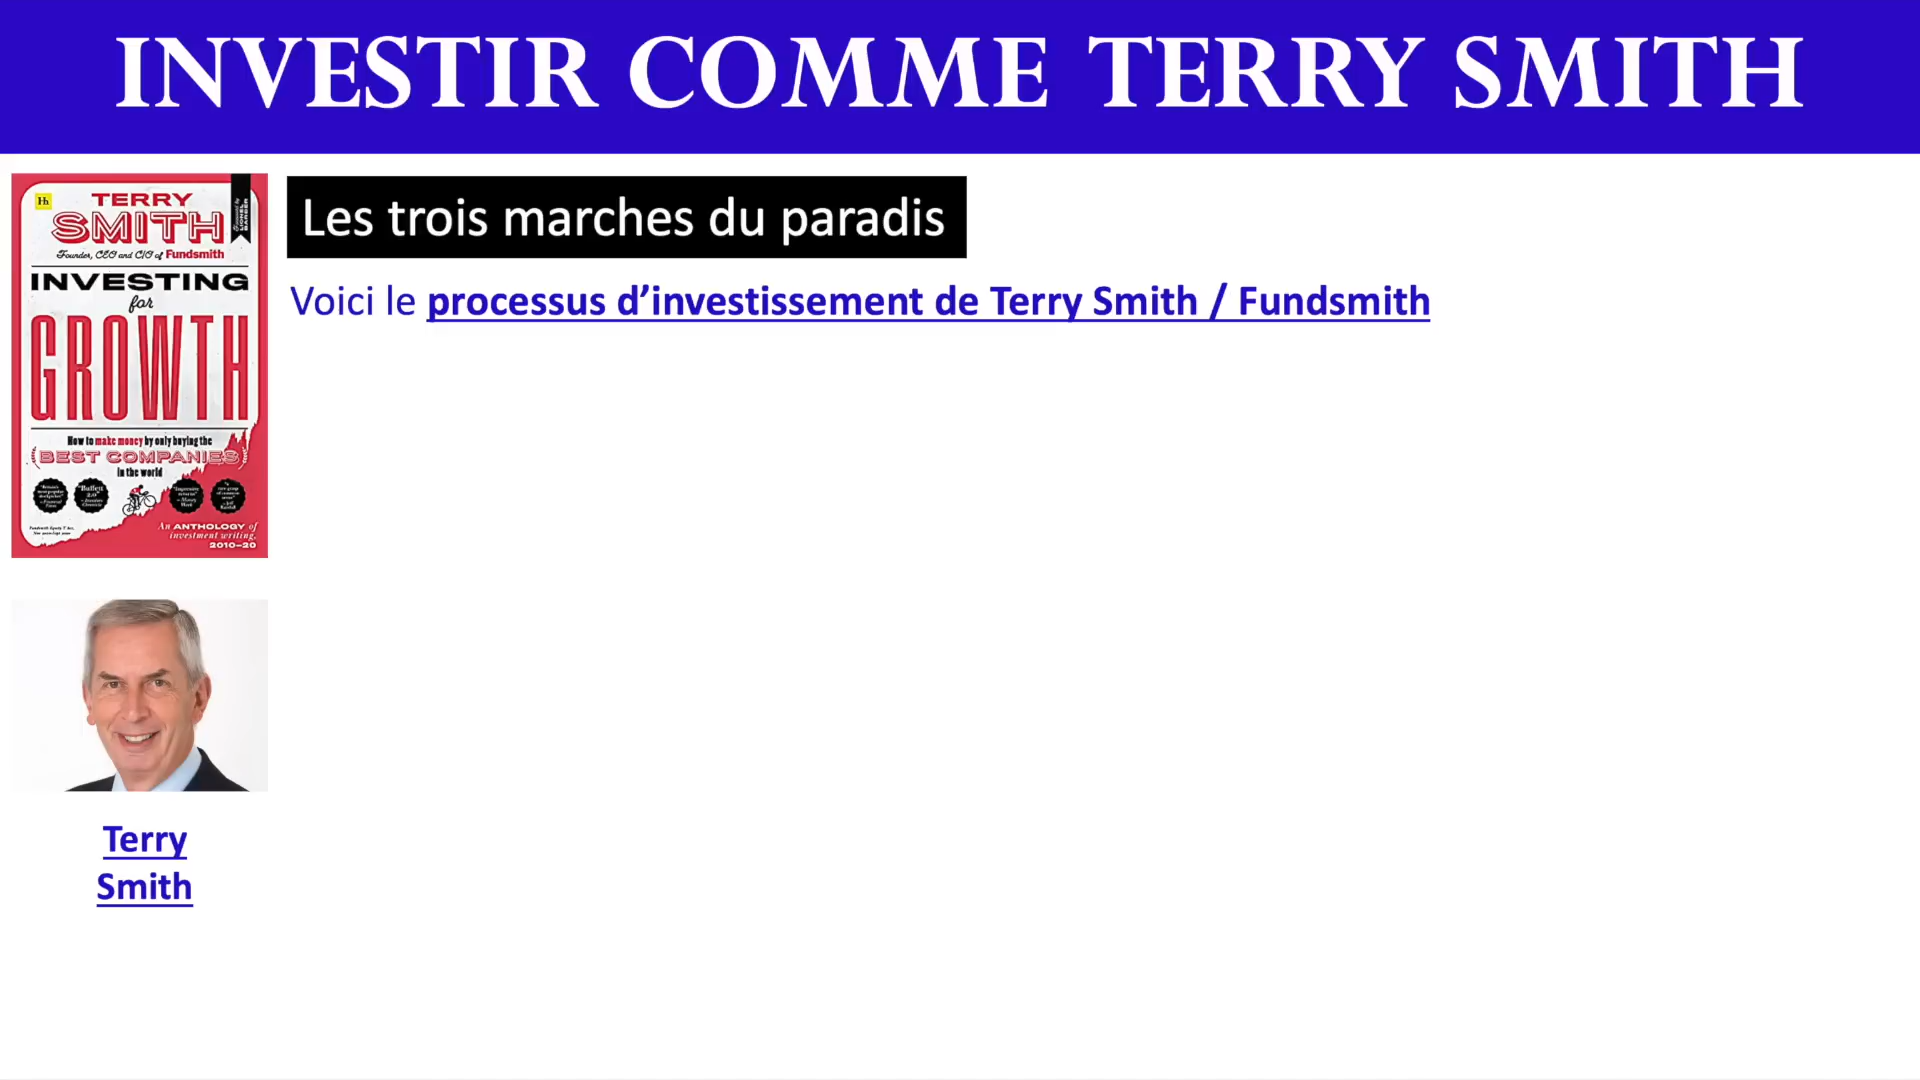 INVESTIR COMME TERRY SMITH
Hh
TERRY
SMITH
Founder, CEO and CIO of Fundsmith
INVESTING
for
GROWTH
How to make money by only buying the
BEST COMPANIES
in the world
An ANTHOLOGY of
investment writing,
2010–20
Les trois marches du paradis
Voici le processus d’investissement de Terry Smith / Fundsmith
Terry
Smith